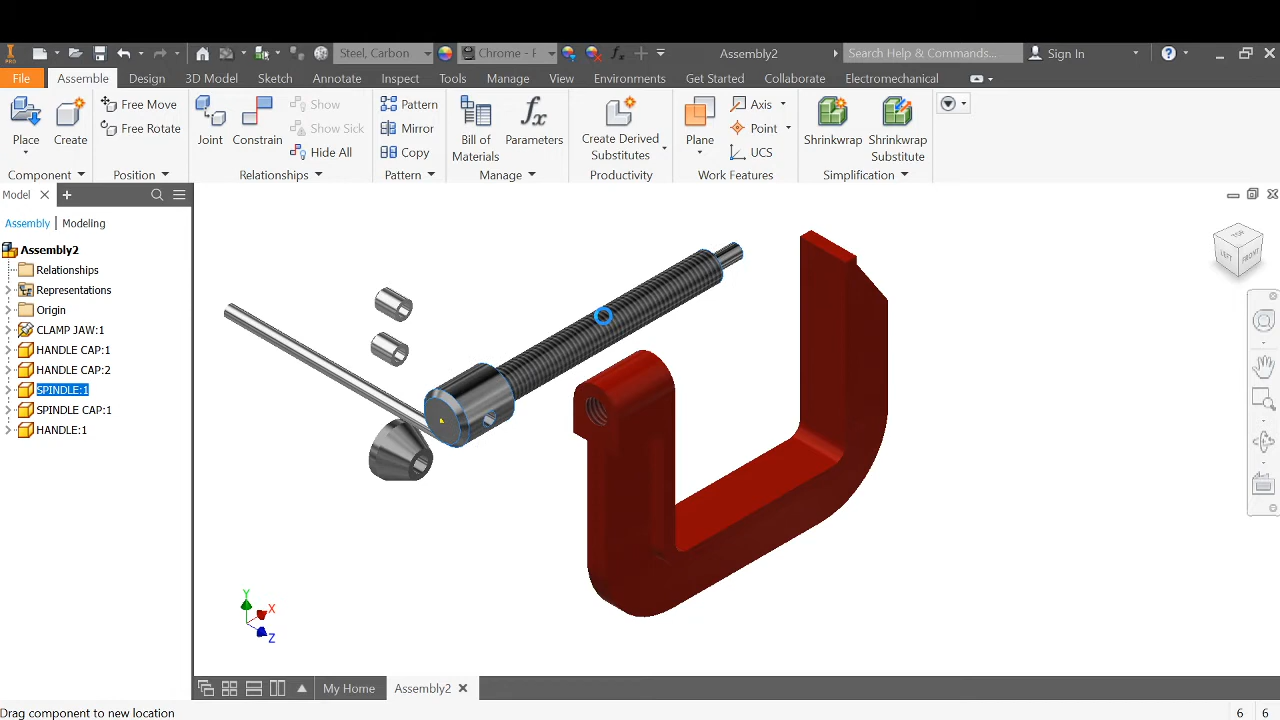 PRO
Steel, Carbon
Chrome - F
Assembly2
Search Help & Commands...
Sign In
File
Assemble
Design
3D Model
Sketch
Annotate
Inspect
Tools
Manage
View
Environments
Get Started
Collaborate
Electromechanical
Place
Create
Free Move
Free Rotate
Joint
Constrain
Show
Show Sick
Hide All
Pattern
Mirror
Copy
Bill of
Materials
Parameters
Create Derived
Substitutes
Plane
Axis
Point
UCS
Shrinkwrap
Shrinkwrap
Substitute
Component
Position
Relationships
Pattern
Manage
Productivity
Work Features
Simplification
Model
Assembly
Modeling
Assembly2
Relationships
Representations
Origin
CLAMP JAW:1
HANDLE CAP:1
HANDLE CAP:2
SPINDLE:1
SPINDLE CAP:1
HANDLE:1
TOP
LEFT
FRONT
Y
X
Z
My Home
Assembly2
Drag component to new location
6 6